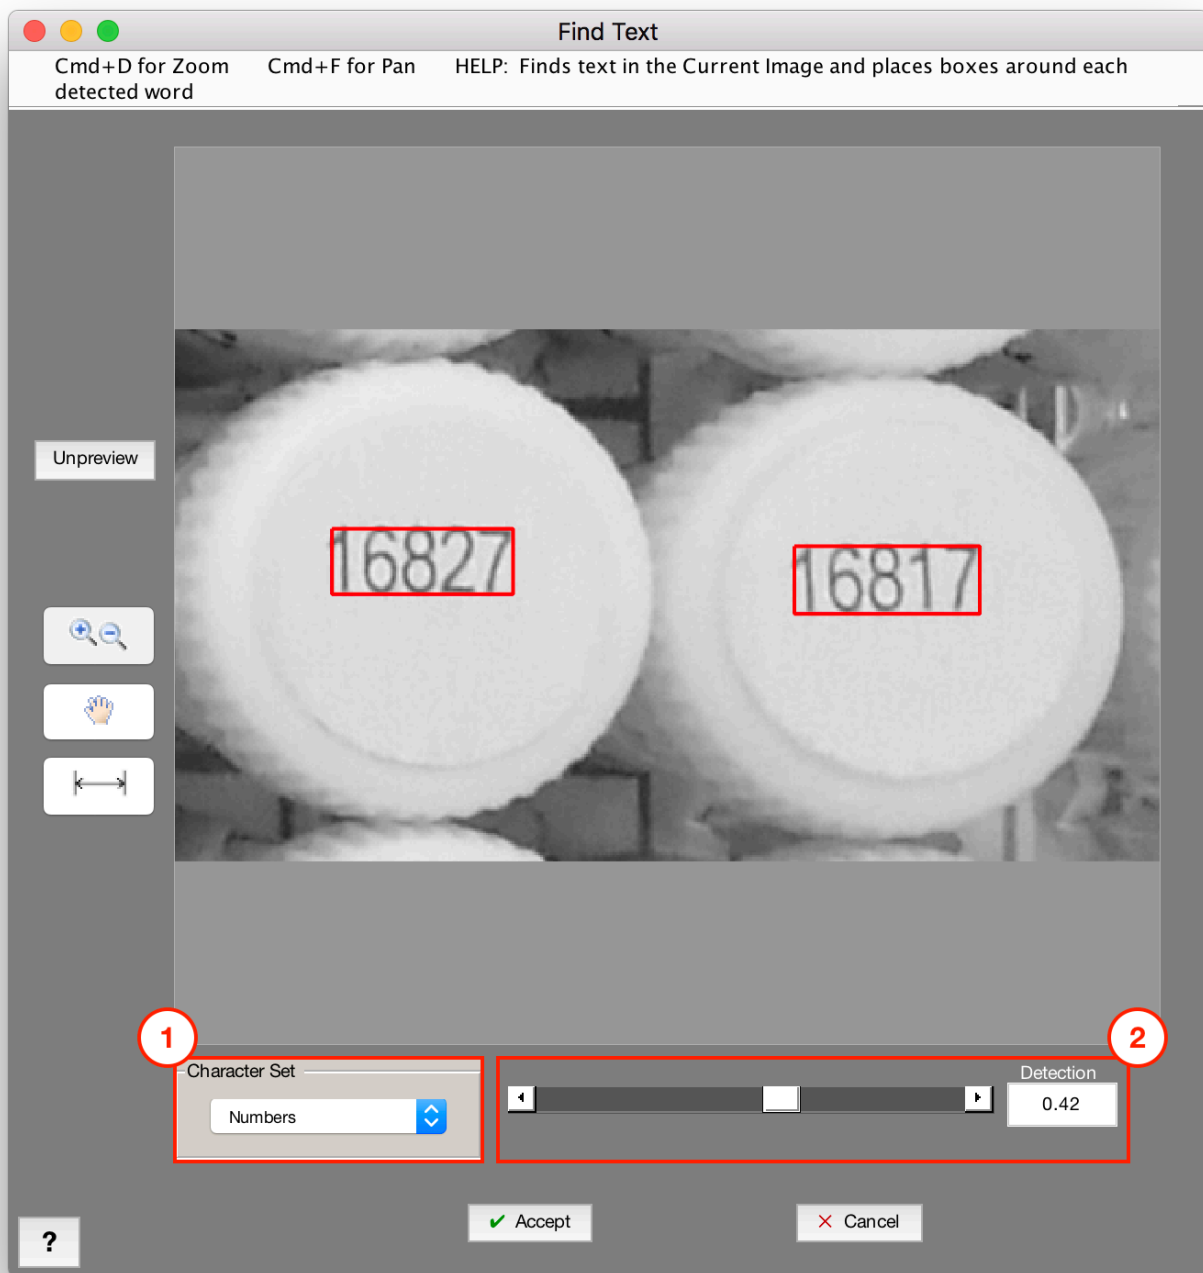 Find Text
Cmd+D for Zoom Cmd+F for Pan HELP: Finds text in the Current Image and places boxes around each
detected word
Unpreview
16827
16817
1
2
Character Set
Numbers
Detection
0.42
✔ Accept
✕ Cancel
?